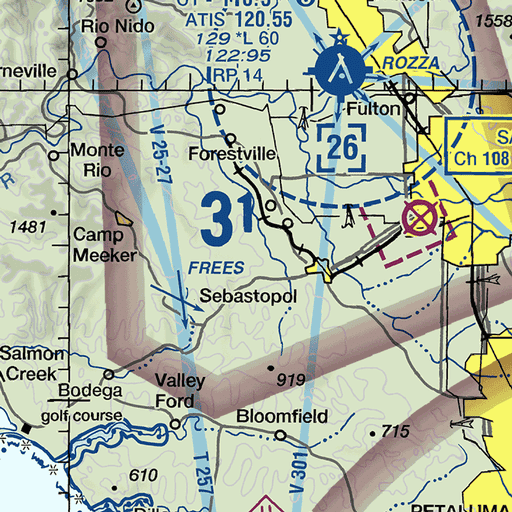 ATIS 120.55
129 *L 60
122.95
RP 14
1558
Rio Nido
ROZZA
Fulton
26
Ch 108
Monte
Rio
Forestville
V 25-27
31
1481
Camp
Meeker
FREES
Sebastopol
Salmon
Creek
Bodega
golf course
Valley
Ford
919
Bloomfield
715
610
T 257
V 301
PETALUMA